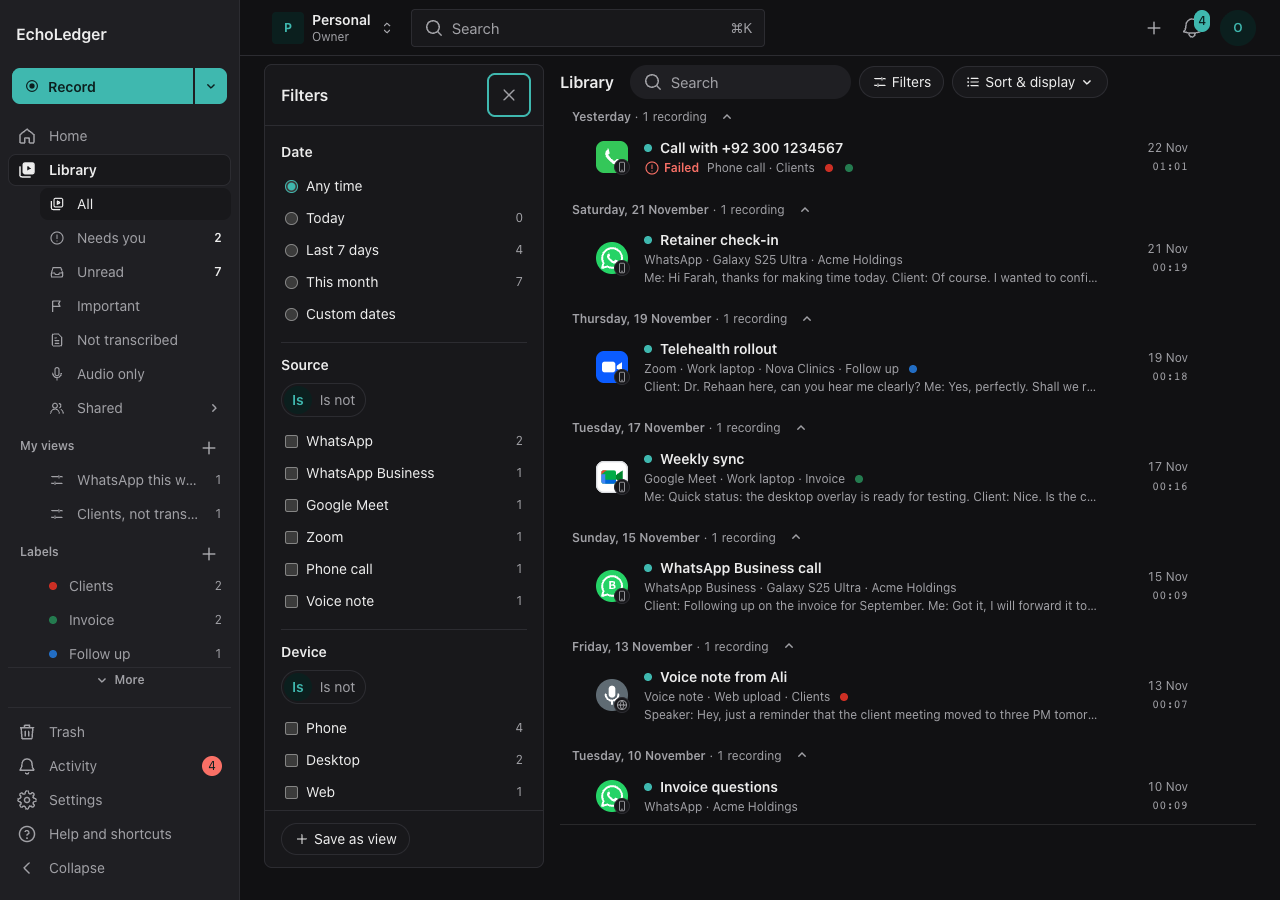 EchoLedger
Record
Home
Library
All
Needs you 2
Unread 7
Important
Not transcribed
Audio only
Shared
My views
WhatsApp this w... 1
Clients, not trans... 1
Labels
Clients 2
Invoice 2
Follow up 1
More
Trash
Activity 4
Settings
Help and shortcuts
Collapse
P Personal
Owner
Search ⌘K
4
O
Filters
Date
Any time
Today 0
Last 7 days 4
This month 7
Custom dates
Source
Is Is not
WhatsApp 2
WhatsApp Business 1
Google Meet 1
Zoom 1
Phone call 1
Voice note 1
Device
Is Is not
Phone 4
Desktop 2
Web 1
Save as view
Library Search Filters Sort & display
Yesterday · 1 recording
Call with +92 300 1234567 22 Nov
Failed Phone call · Clients 01:01
Saturday, 21 November · 1 recording
Retainer check-in 21 Nov
WhatsApp · Galaxy S25 Ultra · Acme Holdings 00:19
Me: Hi Farah, thanks for making time today. Client: Of course. I wanted to confi...
Thursday, 19 November · 1 recording
Telehealth rollout 19 Nov
Zoom · Work laptop · Nova Clinics · Follow up 00:18
Client: Dr. Rehaan here, can you hear me clearly? Me: Yes, perfectly. Shall we r...
Tuesday, 17 November · 1 recording
Weekly sync 17 Nov
Google Meet · Work laptop · Invoice 00:16
Me: Quick status: the desktop overlay is ready for testing. Client: Nice. Is the c...
Sunday, 15 November · 1 recording
WhatsApp Business call 15 Nov
B
WhatsApp Business · Galaxy S25 Ultra · Acme Holdings 00:09
Client: Following up on the invoice for September. Me: Got it, I will forward it to...
Friday, 13 November · 1 recording
Voice note from Ali 13 Nov
Voice note · Web upload · Clients 00:07
Speaker: Hey, just a reminder that the client meeting moved to three PM tomor...
Tuesday, 10 November · 1 recording
Invoice questions 10 Nov
WhatsApp · Acme Holdings 00:09